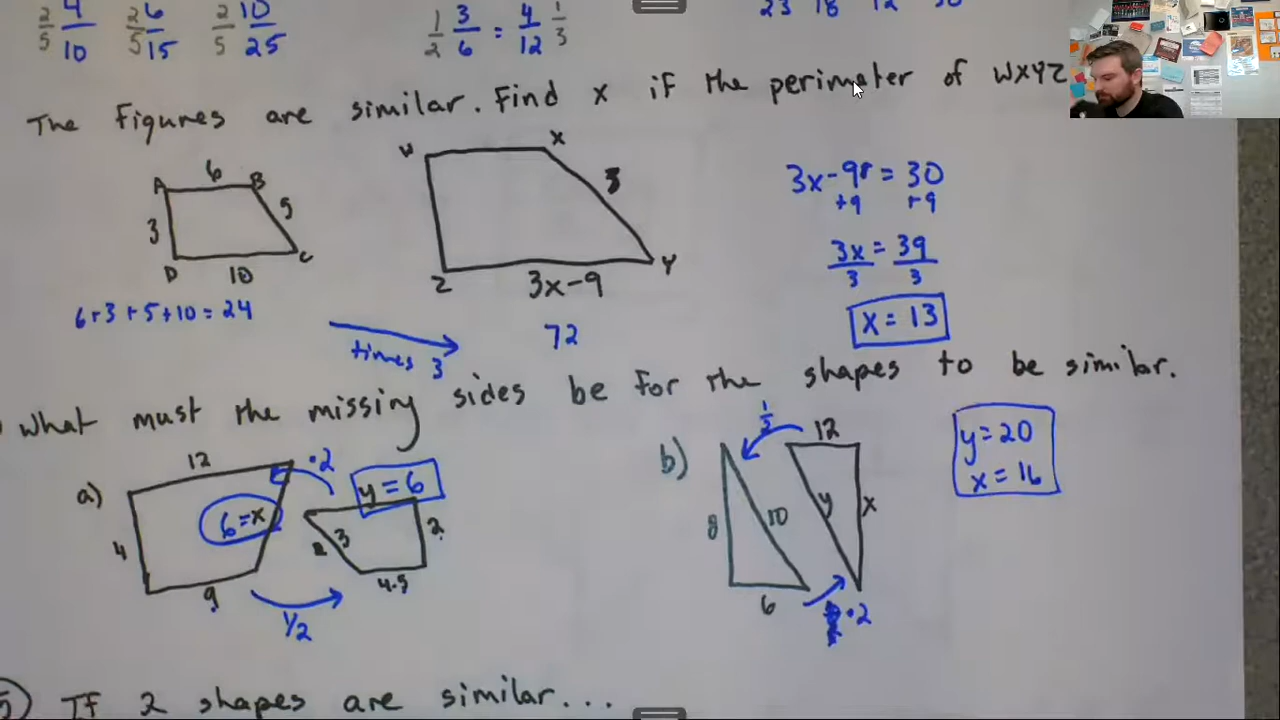 2/5 4/10 2/5 6/15 2/5 10/25 1/2 3/6 = 4/12 1/3
23 18 12
The figures are similar. Find x if the perimeter of WXYZ
A 6 B
3 5
D 10 C
6+3+5+10=24
W X
Z 3x-9 Y
72
times 3
= 30
+9 +9
3x = 39
3 3
x = 13
What must the missing sides be for the shapes to be similar.
a)
12
4 6=x
9
·2
y=6
3 2
4.5
1/2
b)
8 10
6
12
y x
·2
y=20
x=16
If 2 shapes are similar...